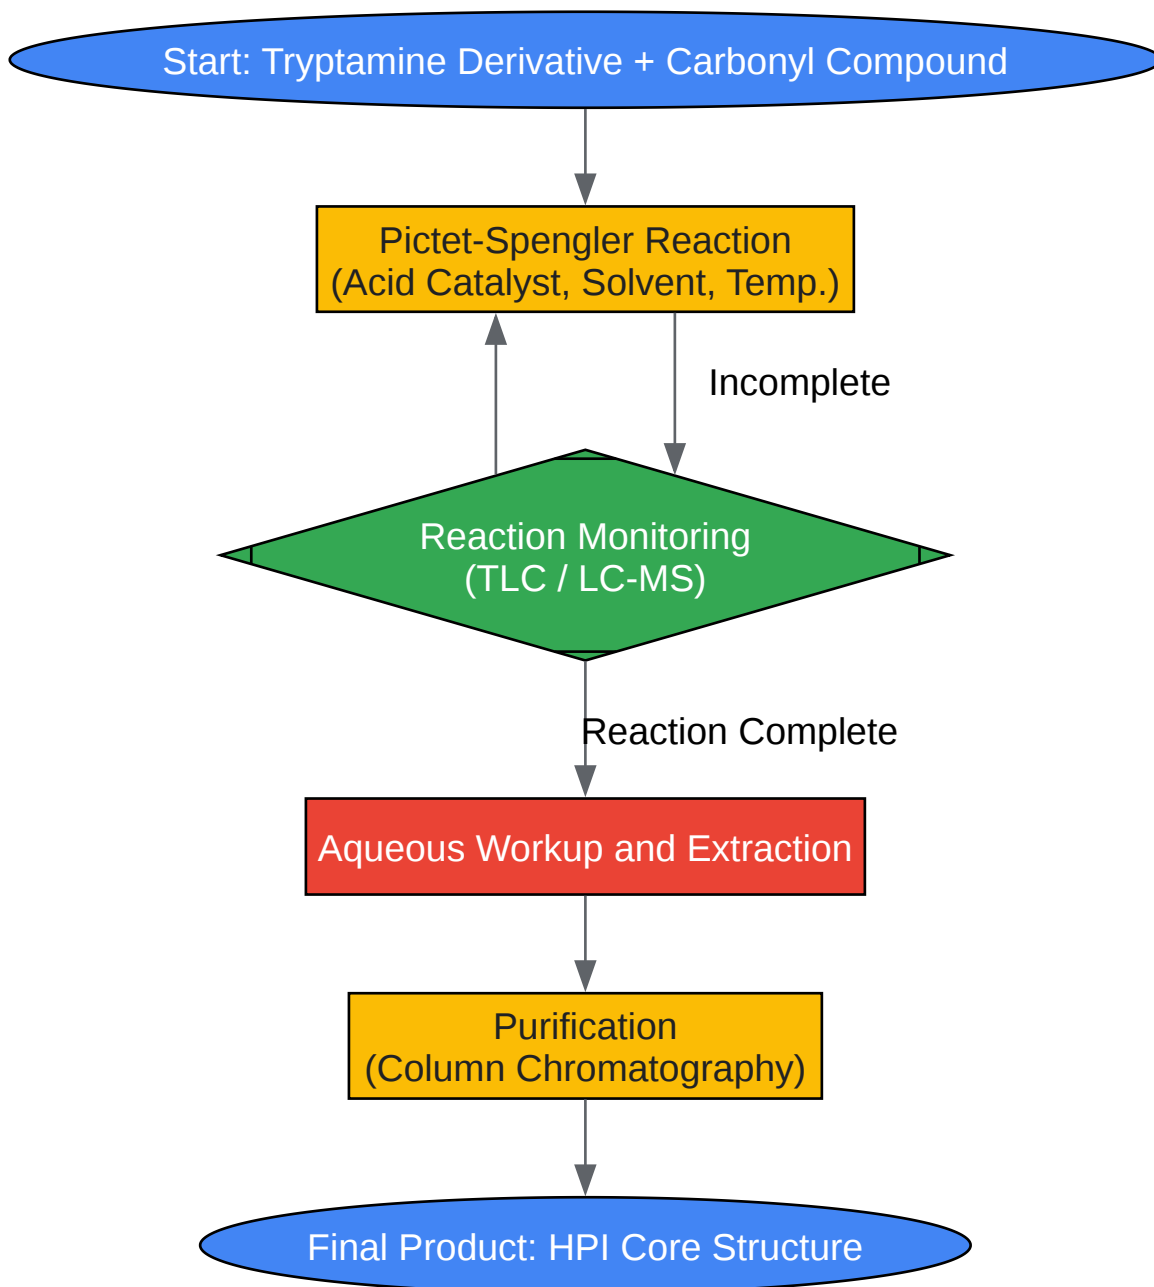 Start: Tryptamine Derivative + Carbonyl Compound
Pictet-Spengler Reaction
(Acid Catalyst, Solvent, Temp.)
Incomplete
Reaction Monitoring
(TLC / LC-MS)
Reaction Complete
Aqueous Workup and Extraction
Purification
(Column Chromatography)
Final Product: HPI Core Structure